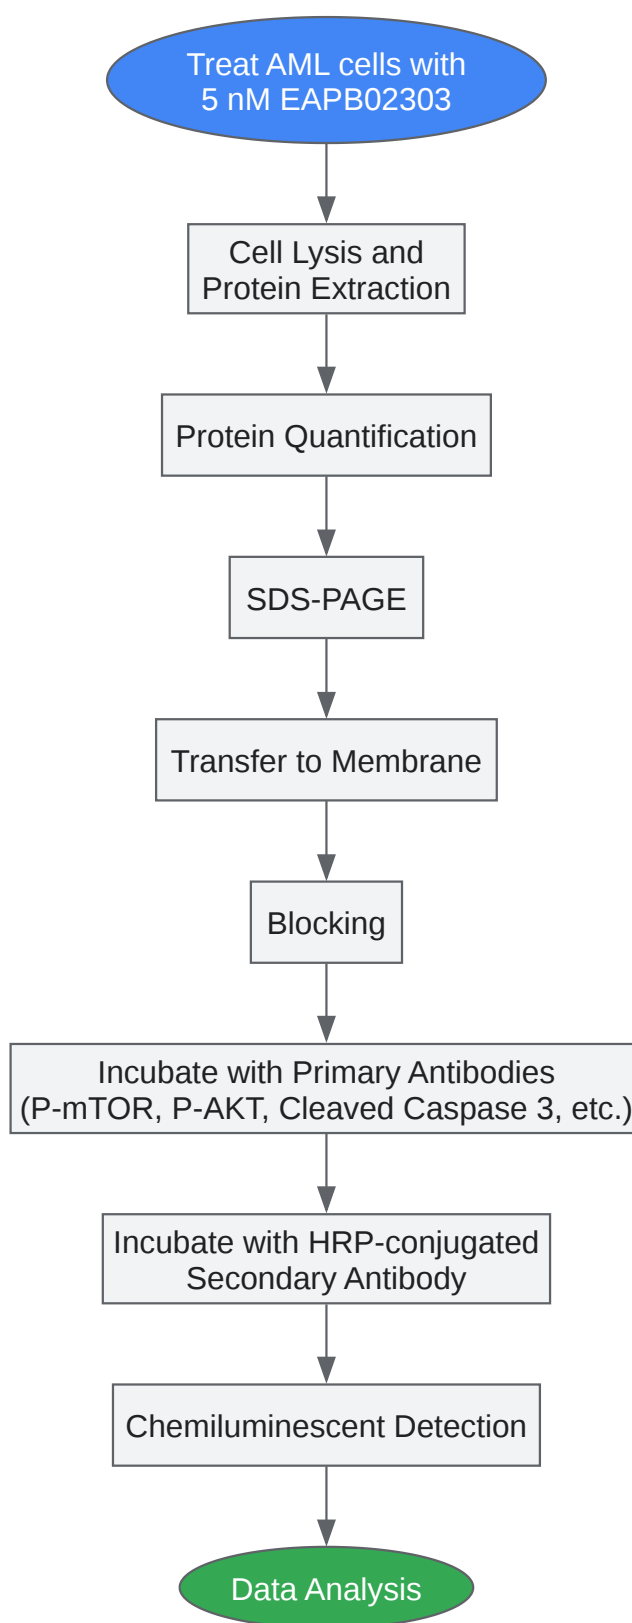 Treat AML cells with
5 nM EAPB02303
Cell Lysis and
Protein Extraction
Protein Quantification
SDS-PAGE
Transfer to Membrane
Blocking
Incubate with Primary Antibodies
(P-mTOR, P-AKT, Cleaved Caspase 3, etc.)
Incubate with HRP-conjugated
Secondary Antibody
Chemiluminescent Detection
Data Analysis